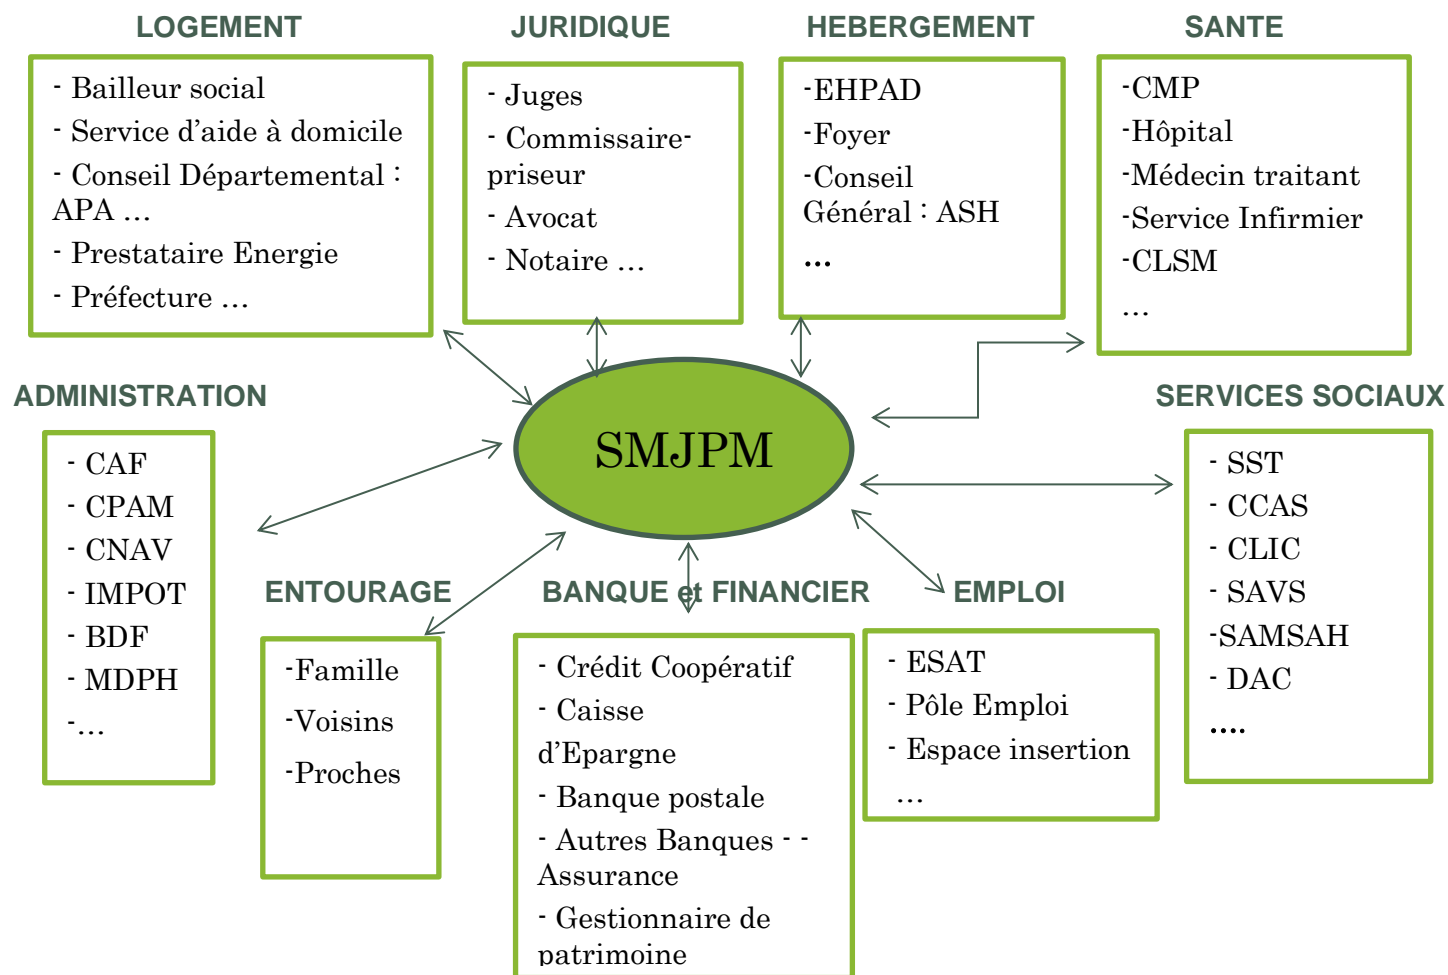 LOGEMENT
- Bailleur social
- Service d’aide à domicile
- Conseil Départemental :
APA …
- Prestataire Energie
- Préfecture …
JURIDIQUE
- Juges
- Commissaire-
priseur
- Avocat
- Notaire …
HEBERGEMENT
-EHPAD
-Foyer
-Conseil
Général : ASH
…
SANTE
-CMP
-Hôpital
-Médecin traitant
-Service Infirmier
-CLSM
…
SMJPM
ADMINISTRATION
- CAF
- CPAM
- CNAV
- IMPOT
- BDF
- MDPH
-…
ENTOURAGE
-Famille
-Voisins
-Proches
BANQUE et FINANCIER
- Crédit Coopératif
- Caisse
d’Epargne
- Banque postale
- Autres Banques - -
Assurance
- Gestionnaire de
patrimoine
EMPLOI
- ESAT
- Pôle Emploi
- Espace insertion
…
SERVICES SOCIAUX
- SST
- CCAS
- CLIC
- SAVS
-SAMSAH
- DAC
….